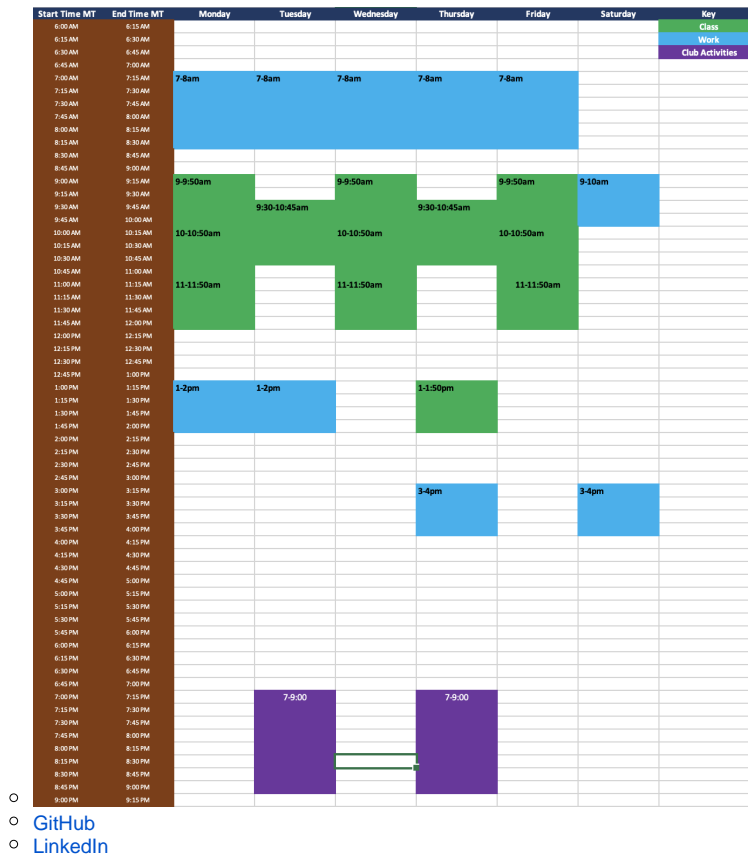 Start Time MT End Time MT Monday Tuesday Wednesday Thursday Friday Saturday Key
6:00 AM 6:15 AM Class
6:15 AM 6:30 AM Work
6:30 AM 6:45 AM Club Activities
6:45 AM 7:00 AM
7:00 AM 7:15 AM 7-8am 7-8am 7-8am 7-8am 7-8am
7:15 AM 7:30 AM
7:30 AM 7:45 AM
7:45 AM 8:00 AM
8:00 AM 8:15 AM
8:15 AM 8:30 AM
8:30 AM 8:45 AM
8:45 AM 9:00 AM
9:00 AM 9:15 AM 9-9:50am 9-9:50am 9-9:50am 9-10am
9:15 AM 9:30 AM
9:30 AM 9:45 AM 9:30-10:45am 9:30-10:45am
9:45 AM 10:00 AM
10:00 AM 10:15 AM 10-10:50am 10-10:50am 10-10:50am
10:15 AM 10:30 AM
10:30 AM 10:45 AM
10:45 AM 11:00 AM
11:00 AM 11:15 AM 11-11:50am 11-11:50am 11-11:50am
11:15 AM 11:30 AM
11:30 AM 11:45 AM
11:45 AM 12:00 PM
12:00 PM 12:15 PM
12:15 PM 12:30 PM
12:30 PM 12:45 PM
12:45 PM 1:00 PM
1:00 PM 1:15 PM 1-2pm 1-2pm 1-1:50pm
1:15 PM 1:30 PM
1:30 PM 1:45 PM
1:45 PM 2:00 PM
2:00 PM 2:15 PM
2:15 PM 2:30 PM
2:30 PM 2:45 PM
2:45 PM 3:00 PM
3:00 PM 3:15 PM 3-4pm 3-4pm
3:15 PM 3:30 PM
3:30 PM 3:45 PM
3:45 PM 4:00 PM
4:00 PM 4:15 PM
4:15 PM 4:30 PM
4:30 PM 4:45 PM
4:45 PM 5:00 PM
5:00 PM 5:15 PM
5:15 PM 5:30 PM
5:30 PM 5:45 PM
5:45 PM 6:00 PM
6:00 PM 6:15 PM
6:15 PM 6:30 PM
6:30 PM 6:45 PM
6:45 PM 7:00 PM
7:00 PM 7:15 PM 7-9:00 7-9:00
7:15 PM 7:30 PM
7:30 PM 7:45 PM
7:45 PM 8:00 PM
8:00 PM 8:15 PM
8:15 PM 8:30 PM
8:30 PM 8:45 PM
8:45 PM 9:00 PM
9:00 PM 9:15 PM
GitHub
LinkedIn